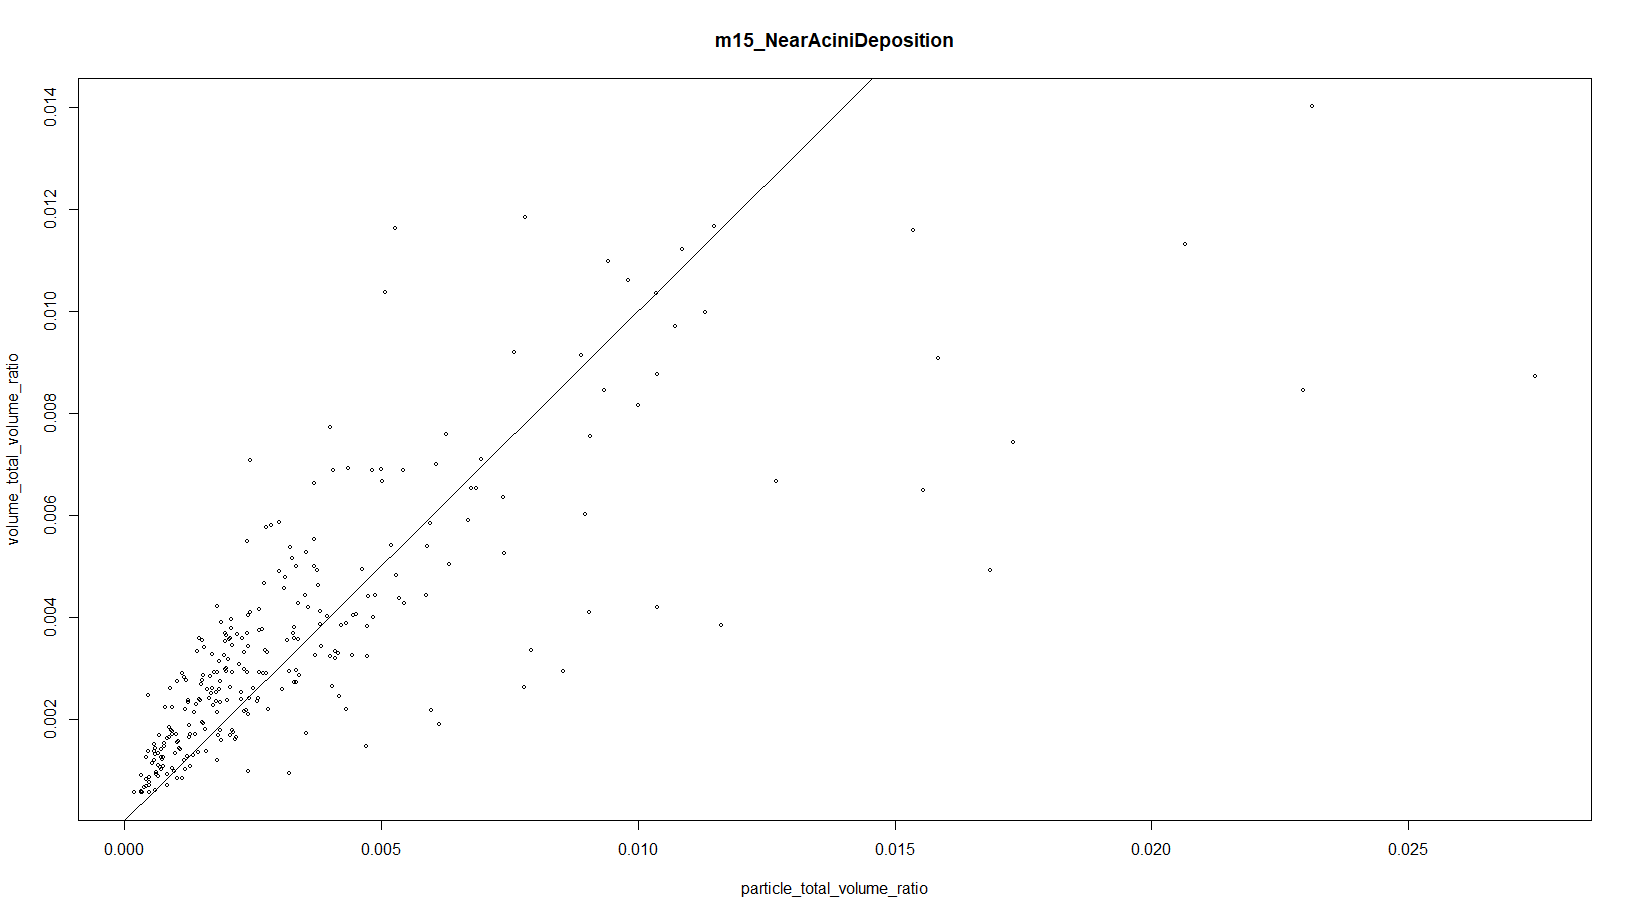 m15_NearAciniDeposition
0.014
0.012
0.010
0.008
0.006
0.004
0.002
volume_total_volume_ratio
0.000 0.005 0.010 0.015 0.020 0.025
particle_total_volume_ratio